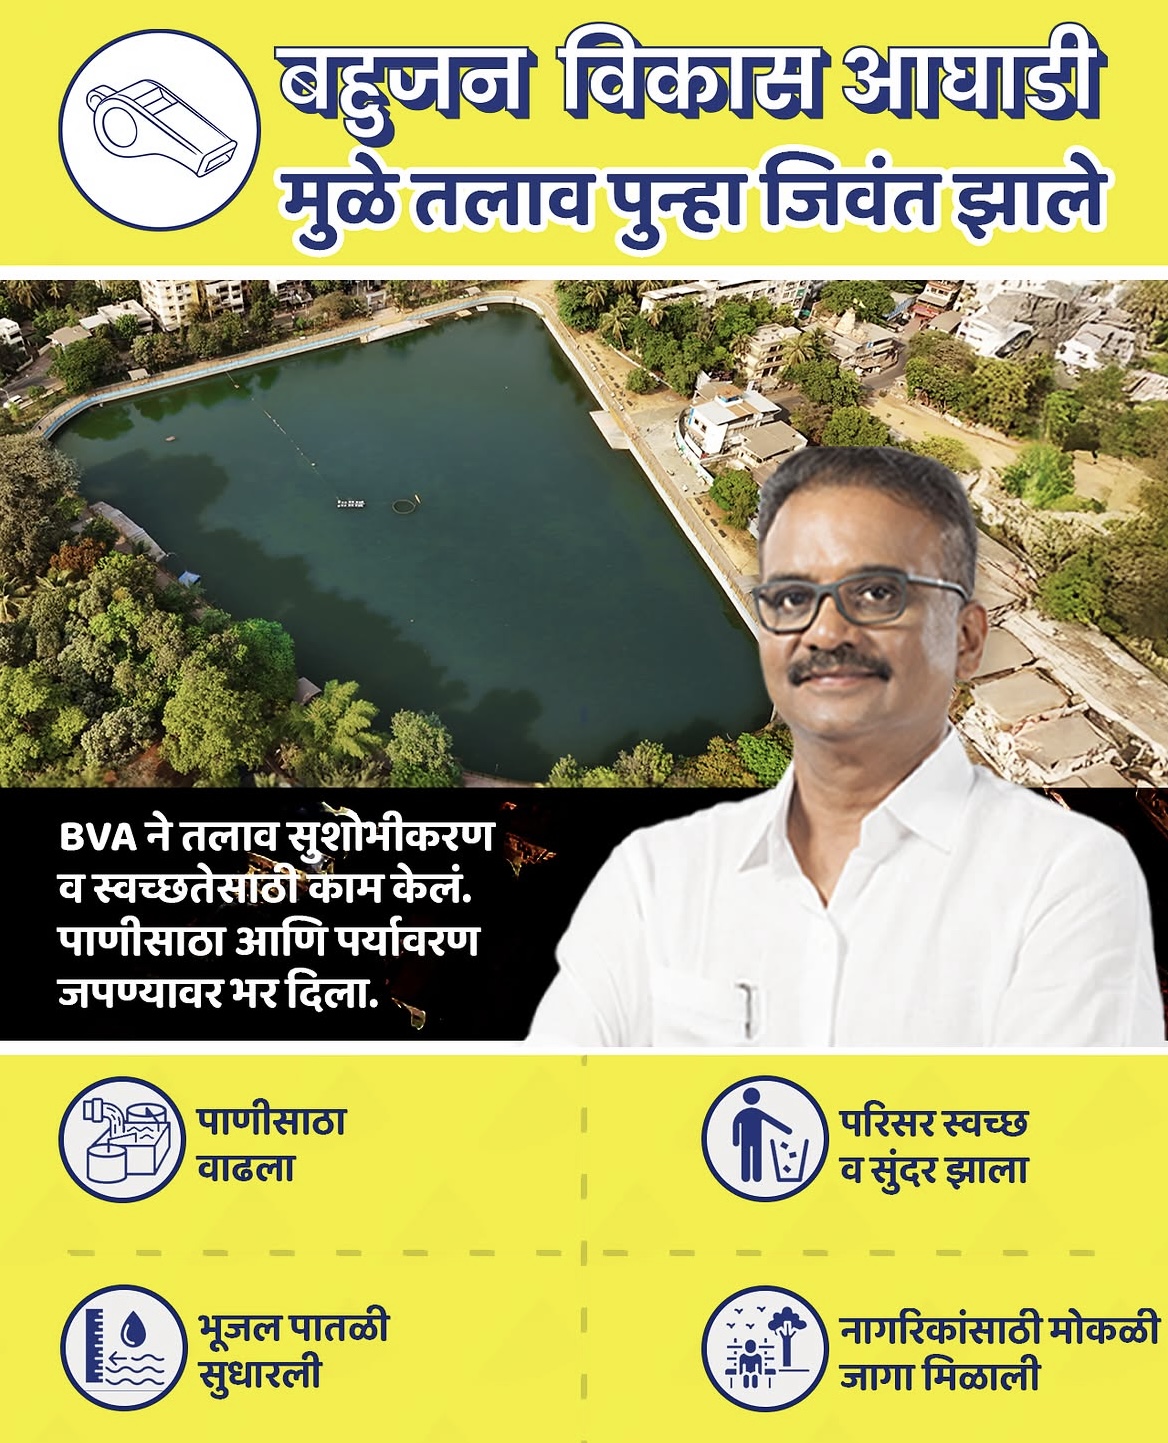 बहुजन विकास आघाडी
मुळे तलाव पुन्हा जिवंत झाले
BVA ने तलाव सुशोभीकरण
व स्वच्छतेसाठी काम केलं.
पाणीसाठा आणि पर्यावरण
जपण्यावर भर दिला.
पाणीसाठा
वाढला
परिसर स्वच्छ
व सुंदर झाला
भूजल पातळी
सुधारली
नागरिकांसाठी मोकळी
जागा मिळाली